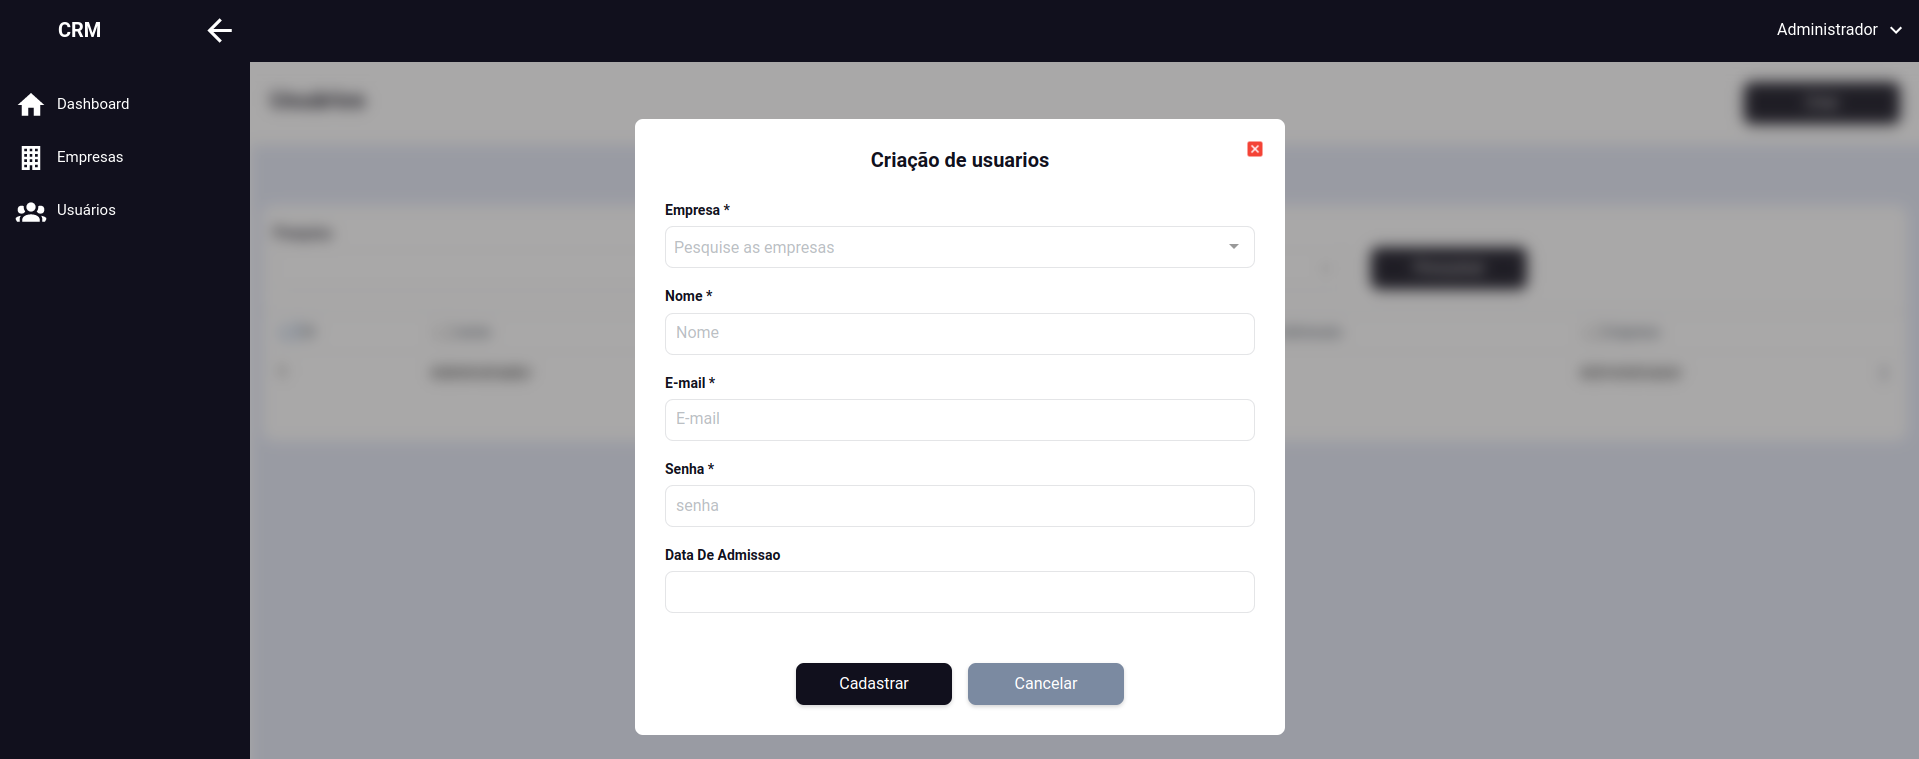 CRM
Administrador
Dashboard
Empresas
Usuários
Criação de usuarios
Empresa *
Pesquise as empresas
Nome *
Nome
E-mail *
E-mail
Senha *
senha
Data De Admissao
Cadastrar
Cancelar